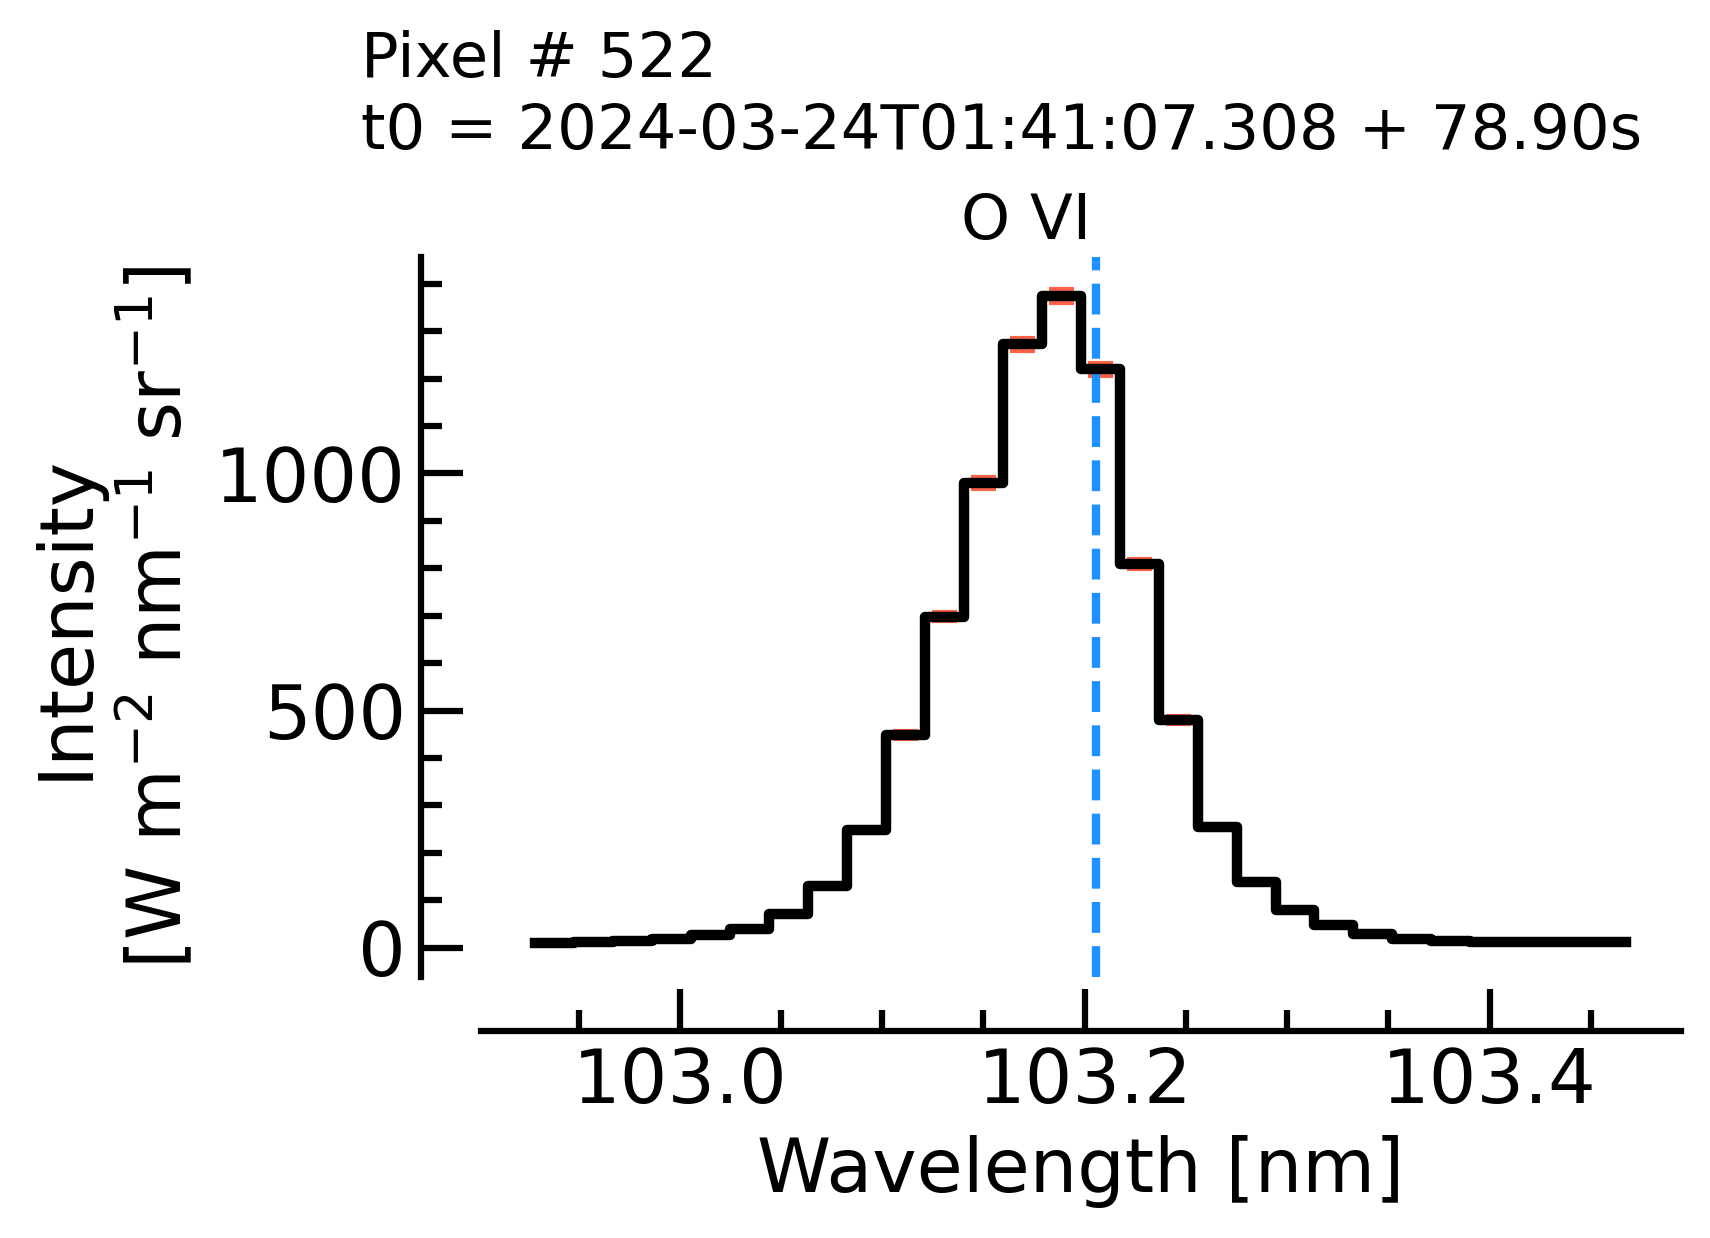 Pixel # 522
t0 = 2024-03-24T01:41:07.308 + 78.90s
O VI
Intensity
[W m⁻² nm⁻¹ sr⁻¹]
1000
500
0
103.0 103.2 103.4
Wavelength [nm]